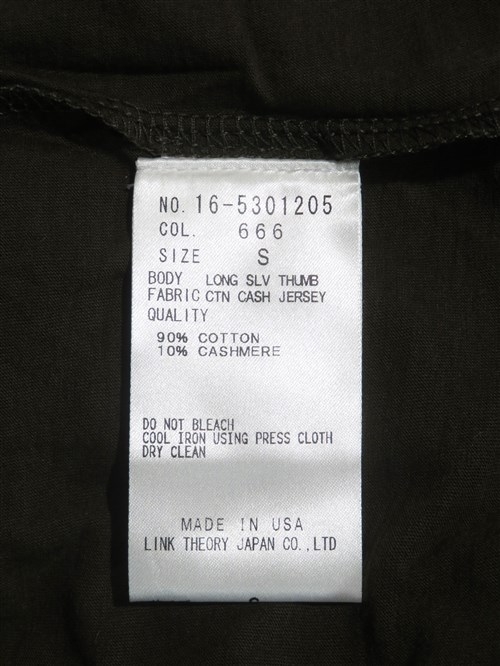 NO. 16-5301205
COL. 666
SIZE S
BODY LONG SLV THUMB
FABRIC CTN CASH JERSEY
QUALITY
90% COTTON
10% CASHMERE
DO NOT BLEACH
COOL IRON USING PRESS CLOTH
DRY CLEAN
MADE IN USA
LINK THEORY JAPAN CO.,LTD